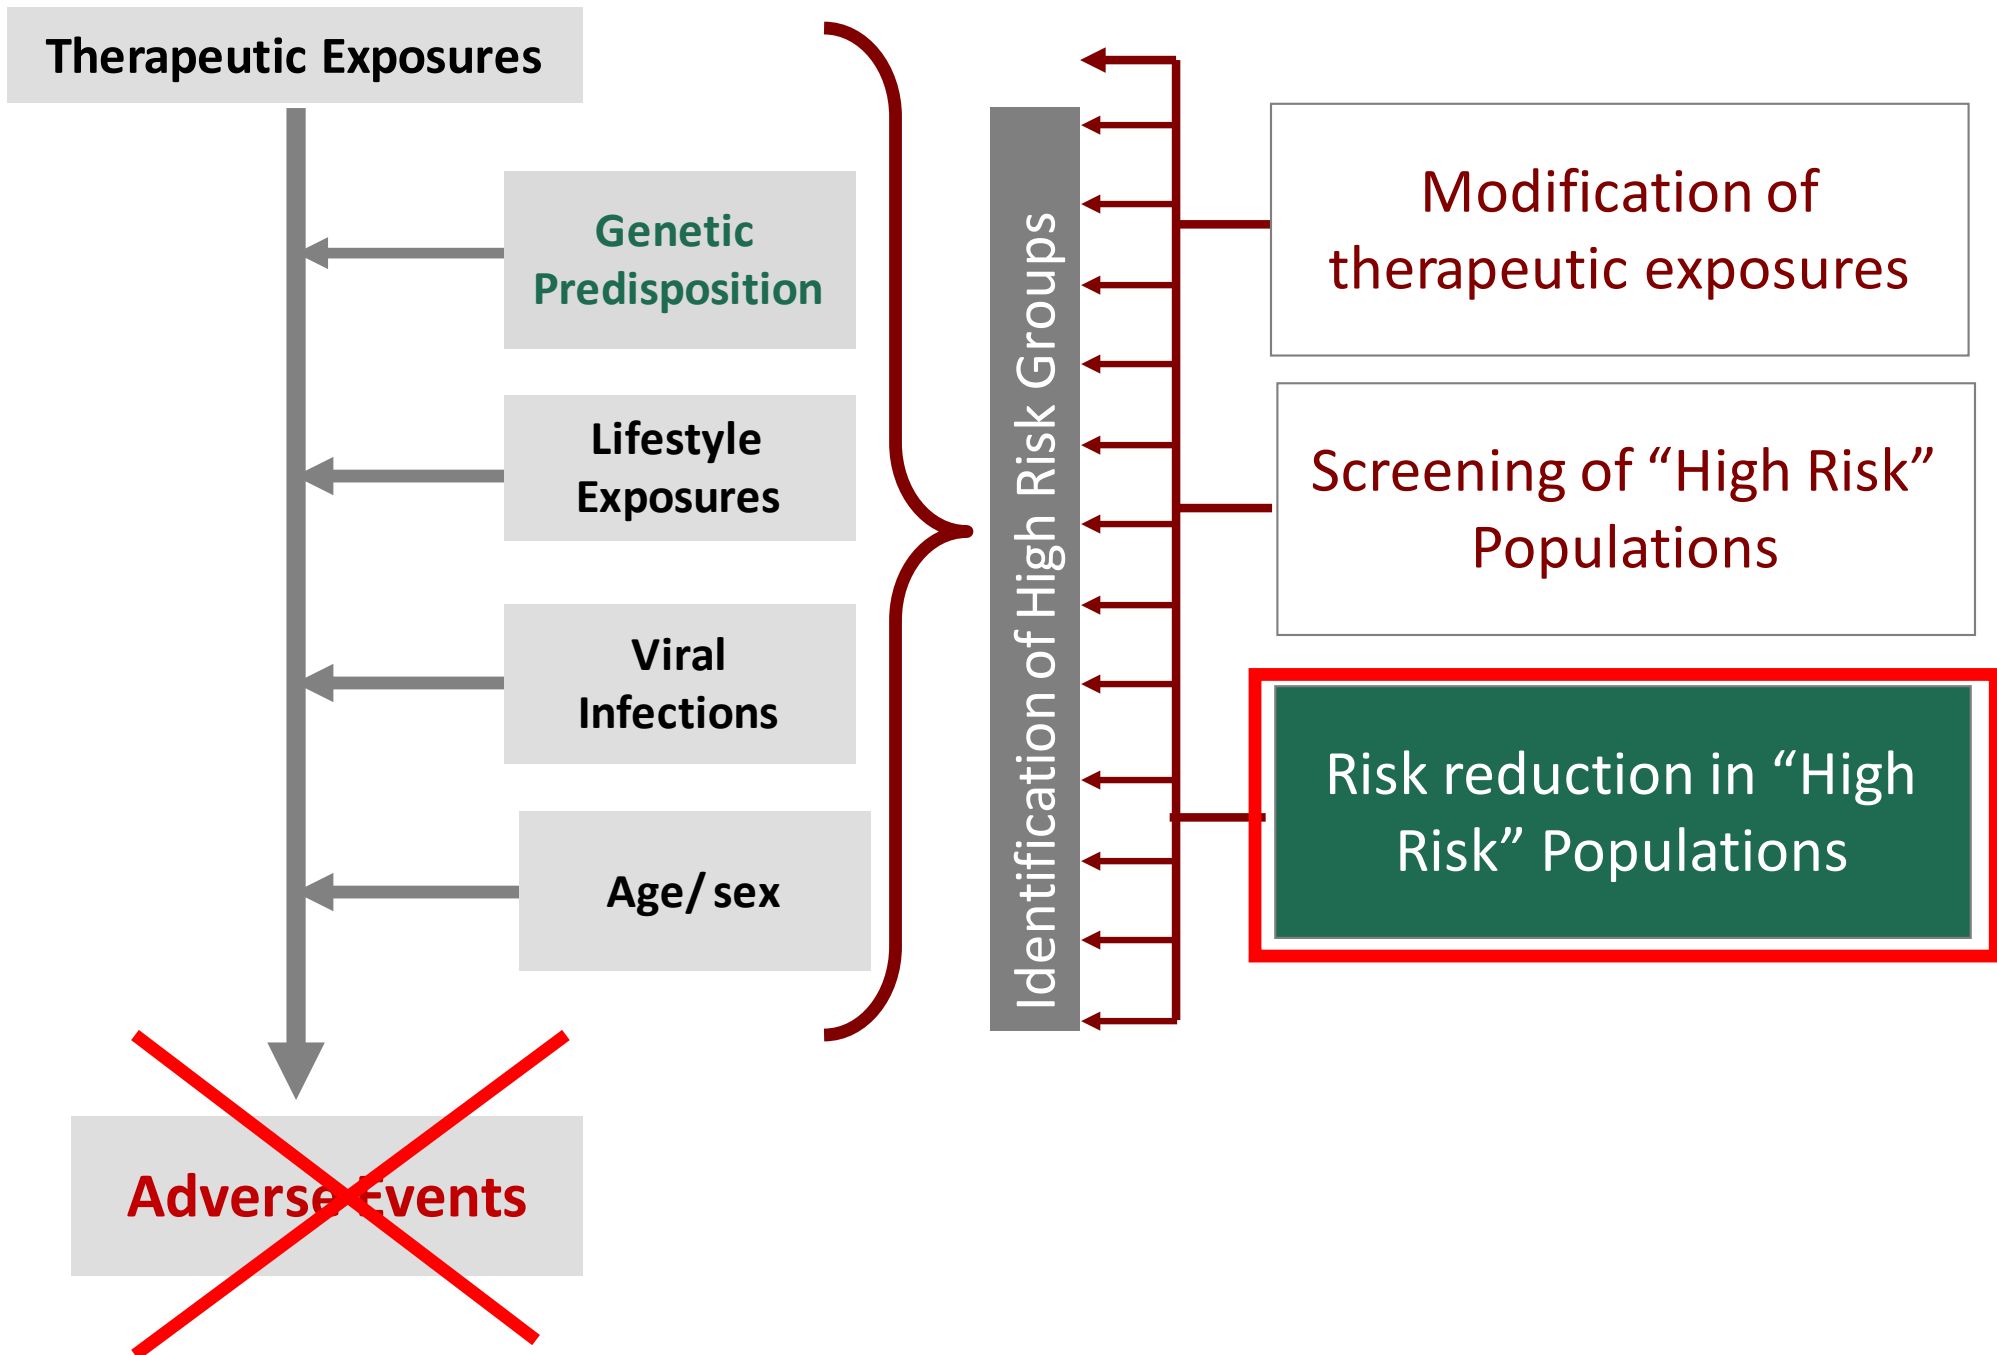 Therapeutic Exposures
Genetic
Predisposition
Lifestyle
Exposures
Viral
Infections
Age/ sex
Adverse Events
Identification of High Risk Groups
Modification of
therapeutic exposures
Screening of “High Risk”
Populations
Risk reduction in “High
Risk” Populations